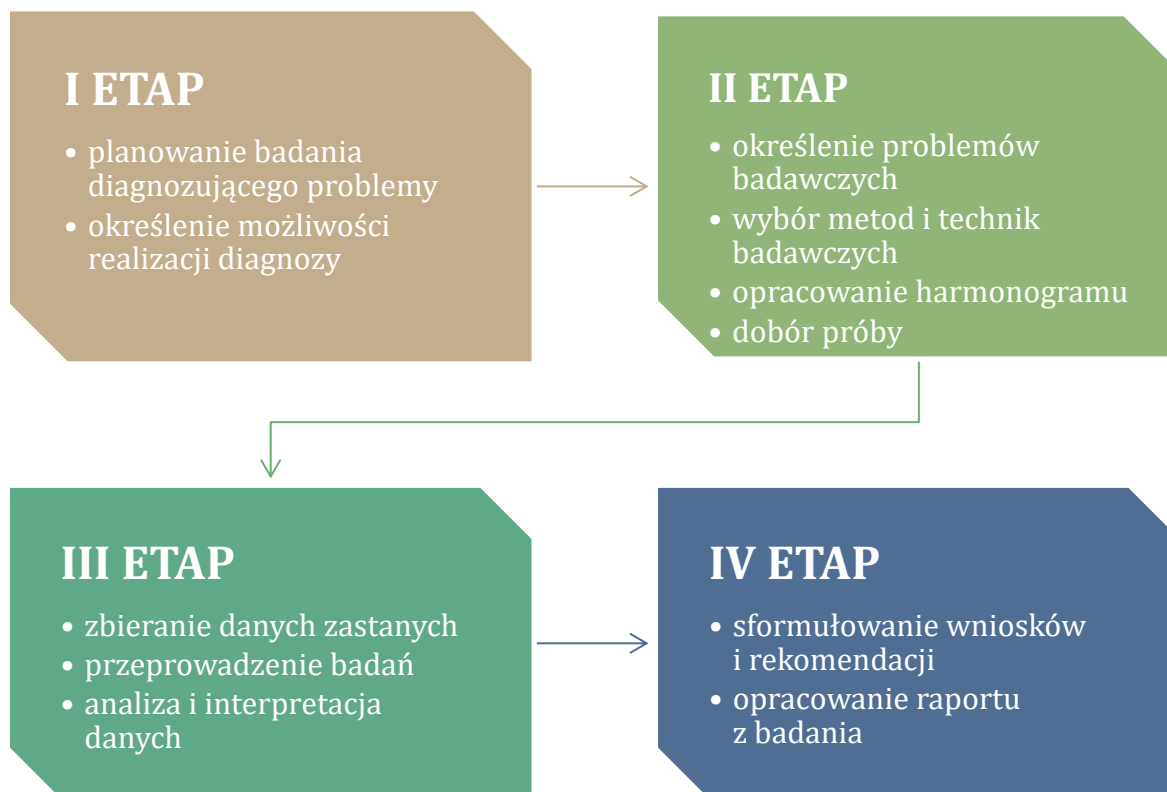 I ETAP
• planowanie badania
diagnozującego problemy
• określenie możliwości
realizacji diagnozy
II ETAP
• określenie problemów
badawczych
• wybór metod i technik
badawczych
• opracowanie harmonogramu
• dobór próby
III ETAP
• zbieranie danych zastanych
• przeprowadzenie badań
• analiza i interpretacja
danych
IV ETAP
• sformułowanie wniosków
i rekomendacji
• opracowanie raportu
z badania